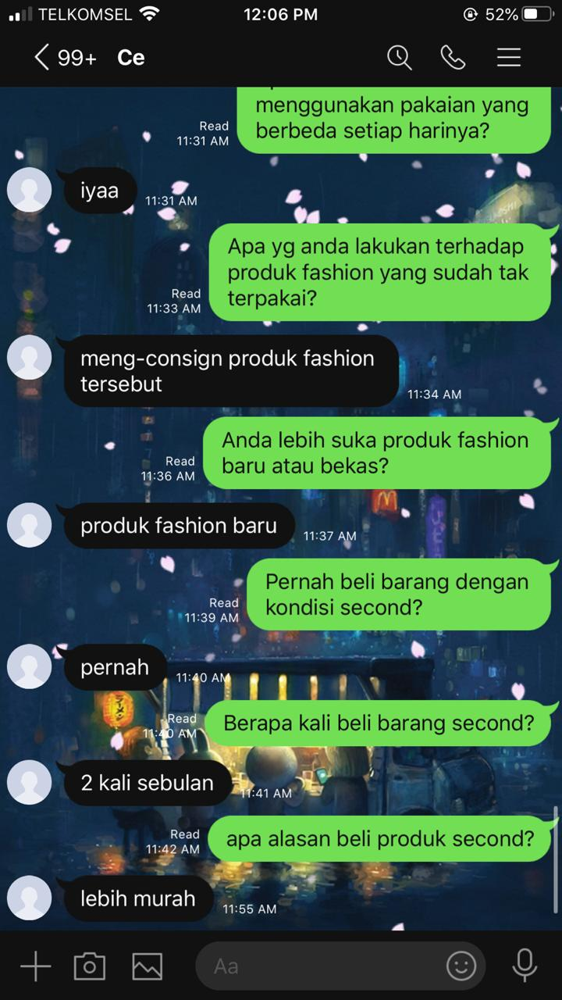 TELKOMSEL 12:06 PM 52%
99+ Ce
menggunakan pakaian yang
berbeda setiap harinya?
Read
11:31 AM
iyaa
11:31 AM
Apa yg anda lakukan terhadap
produk fashion yang sudah tak
terpakai?
Read
11:33 AM
meng-consign produk fashion
tersebut
11:34 AM
Anda lebih suka produk fashion
baru atau bekas?
Read
11:36 AM
produk fashion baru
11:37 AM
Pernah beli barang dengan
kondisi second?
Read
11:39 AM
pernah
11:40 AM
Berapa kali beli barang second?
Read
11:40 AM
2 kali sebulan
11:41 AM
apa alasan beli produk second?
Read
11:42 AM
lebih murah
11:55 AM
Aa